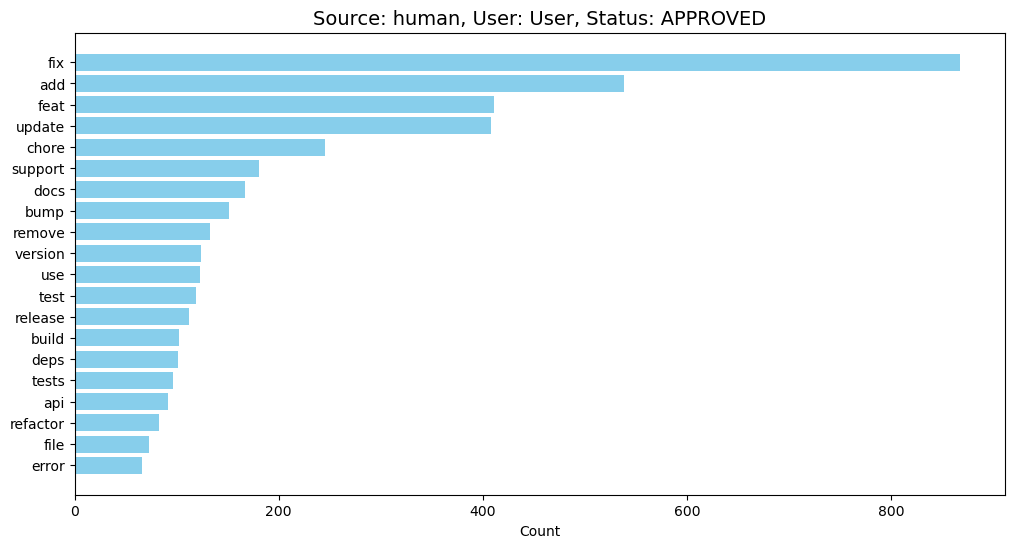 Source: human, User: User, Status: APPROVED
fix
add
feat
update
chore
support
docs
bump
remove
version
use
test
release
build
deps
tests
api
refactor
file
error
0 200 400 600 800
Count